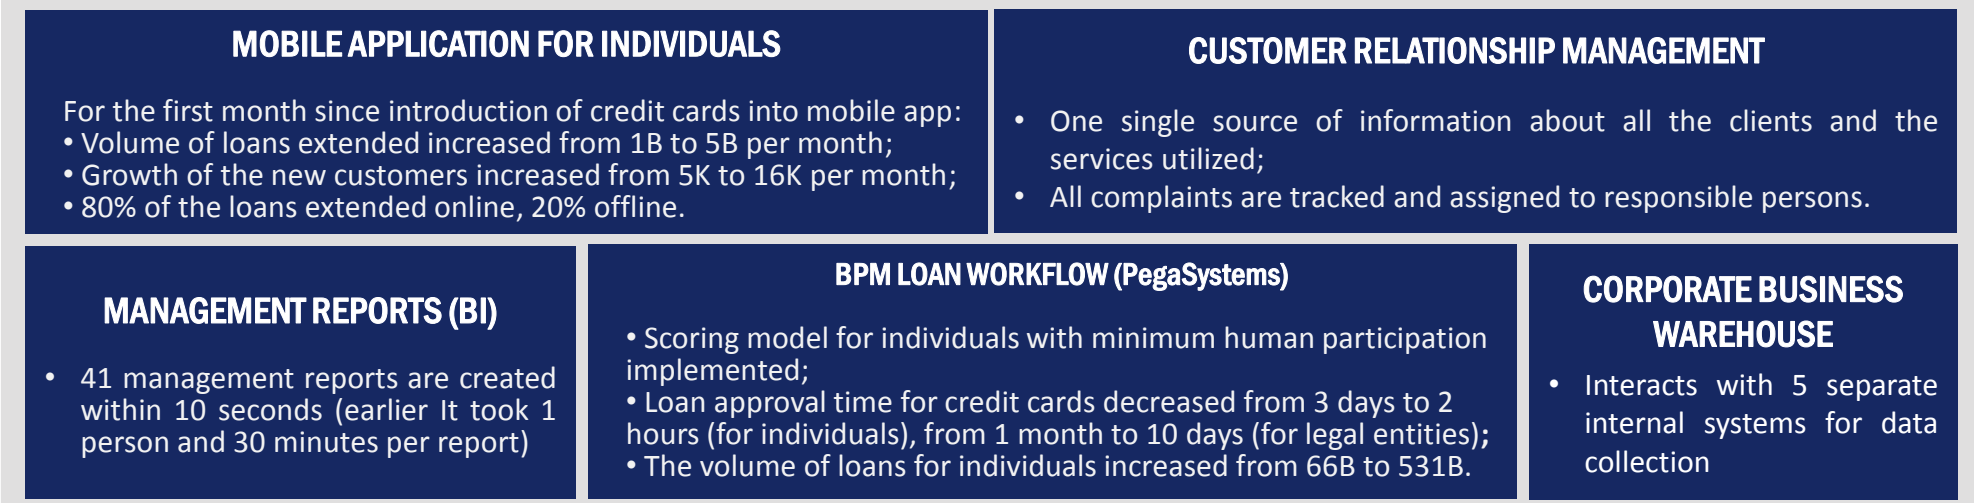 MOBILE APPLICATION FOR INDIVIDUALS
For the first month since introduction of credit cards into mobile app:
• Volume of loans extended increased from 1B to 5B per month;
• Growth of the new customers increased from 5K to 16K per month;
• 80% of the loans extended online, 20% offline.
CUSTOMER RELATIONSHIP MANAGEMENT
• One single source of information about all the clients and the
services utilized;
• All complaints are tracked and assigned to responsible persons.
MANAGEMENT REPORTS (BI)
• 41 management reports are created
within 10 seconds (earlier It took 1
person and 30 minutes per report)
BPM LOAN WORKFLOW (PegaSystems)
• Scoring model for individuals with minimum human participation
implemented;
• Loan approval time for credit cards decreased from 3 days to 2
hours (for individuals), from 1 month to 10 days (for legal entities);
• The volume of loans for individuals increased from 66B to 531B.
CORPORATE BUSINESS
WAREHOUSE
• Interacts with 5 separate
internal systems for data
collection